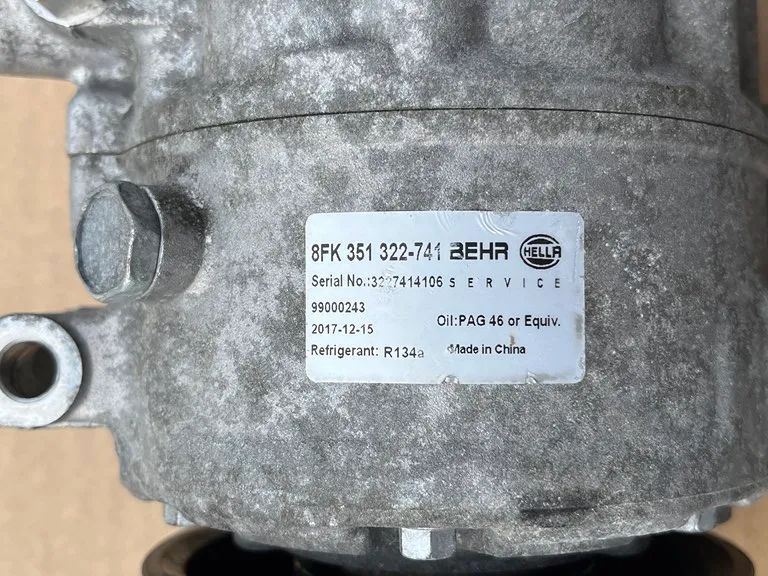 8FK 351 322-741 BEHR HELLA
Serial No.:3227414106 SERVICE
99000243
2017-12-15 Oil:PAG 46 or Equiv.
Refrigerant: R134a Made in China